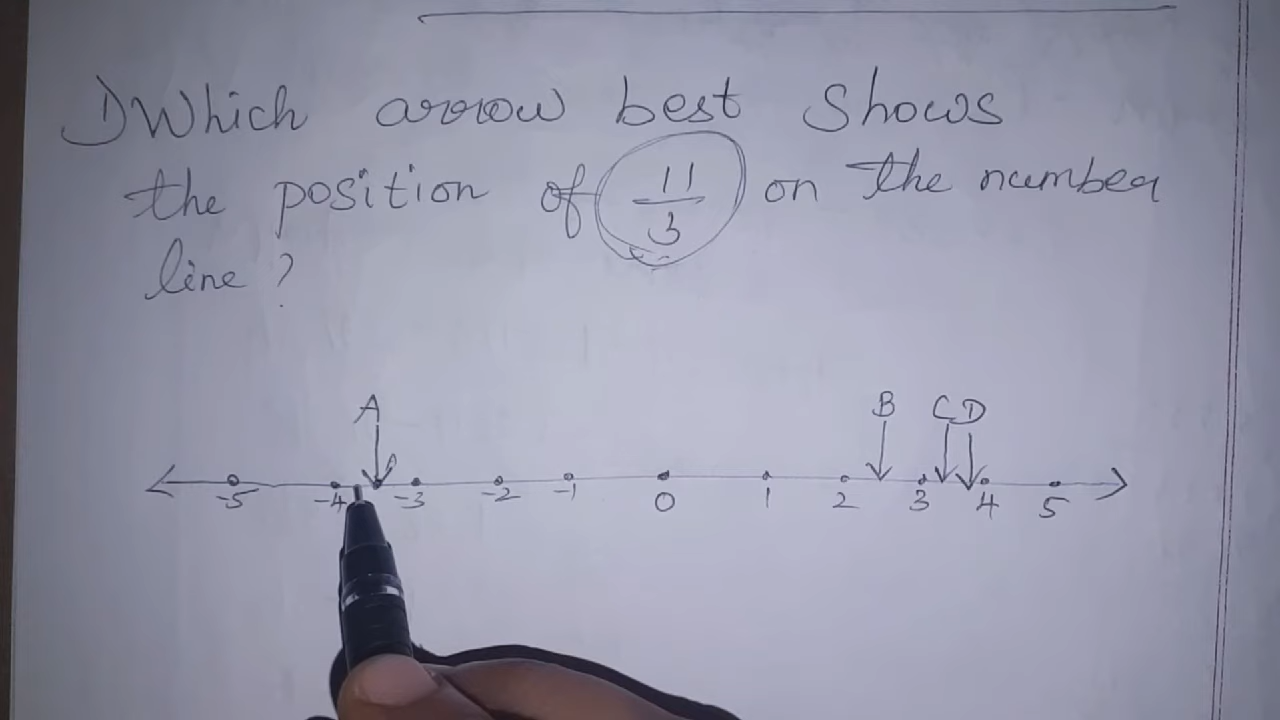 1) Which arrow best shows
the position of 11/3 on the number
line?
A B C D
-5 -4 -3 -2 -1 0 1 2 3 4 5